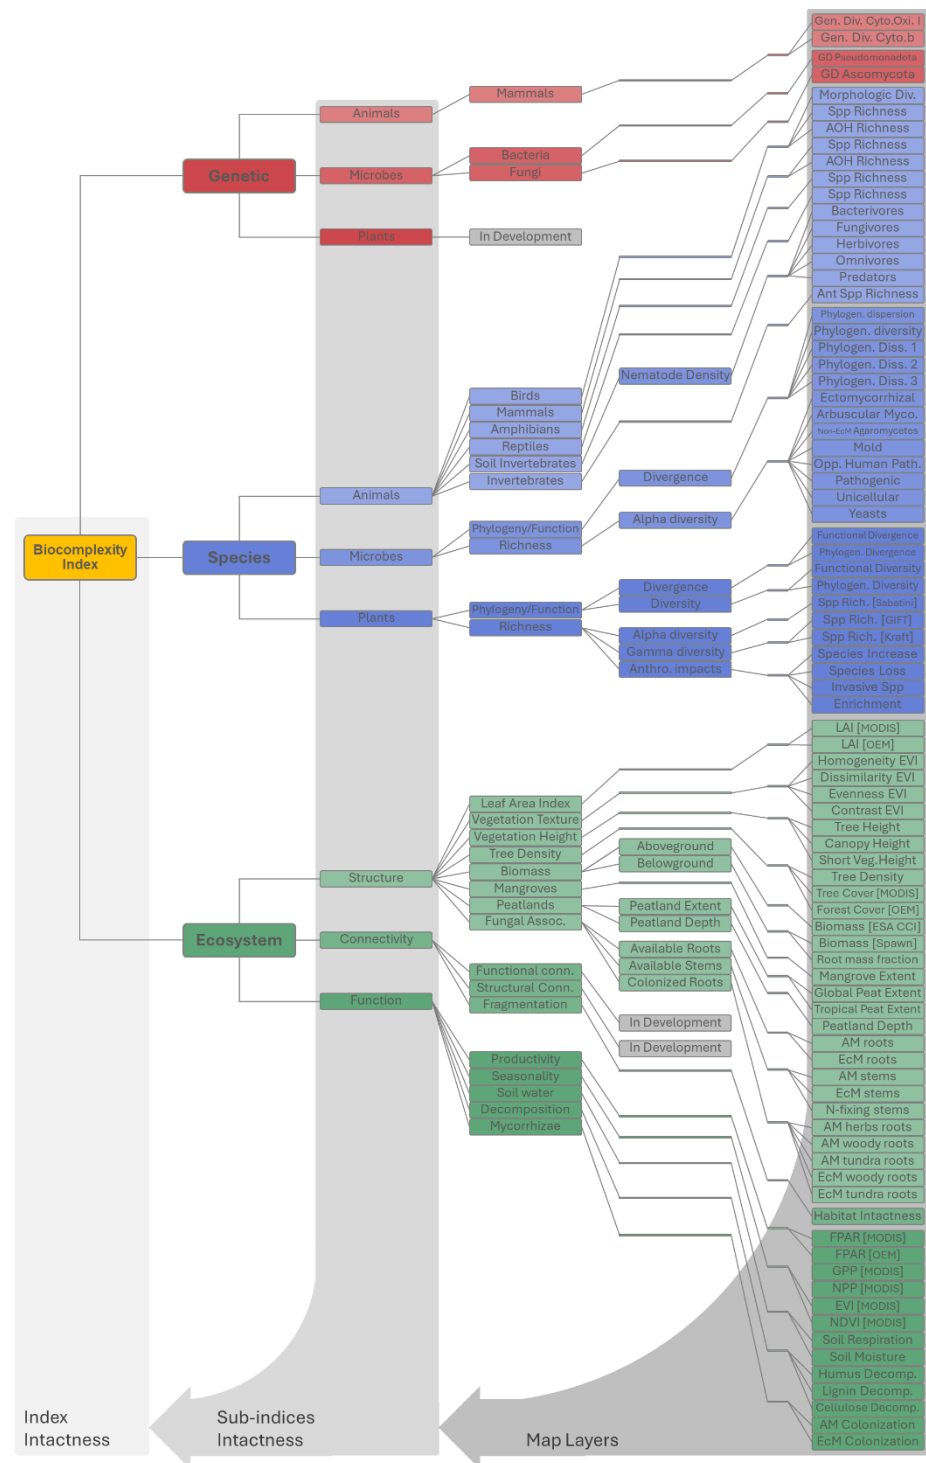 Gen. Div. Cyto.Oxi. I
Gen. Div. Cyto.b
GD Pseudomonadota
GD Ascomycota
Mammals
Animals
Bacteria
Genetic
Microbes
Fungi
Plants
In Development
Morphologic Div.
Spp Richness
AOH Richness
Spp Richness
AOH Richness
Spp Richness
Spp Richness
Bacterivores
Fungivores
Herbivores
Omnivores
Predators
Ant Spp Richness
Nematode Density
Birds
Mammals
Amphibians
Reptiles
Soil Invertebrates
Invertebrates
Animals
Phylogen. dispersion
Phylogen. diversity
Phylogen. Diss. 1
Phylogen. Diss. 2
Phylogen. Diss. 3
Ectomycorrhizal
Arbuscular Myco.
Non-EcM Agaromycetes
Mold
Opp. Human Path.
Pathogenic
Unicellular
Yeasts
Divergence
Alpha diversity
Phylogeny/Function
Richness
Biocomplexity
Index
Species
Microbes
Functional Divergence
Phylogen. Divergence
Functional Diversity
Phylogen. Diversity
Spp Rich. [Sabatini]
Spp Rich. [GIFT]
Spp Rich. [Kraft]
Species Increase
Species Loss
Invasive Spp
Enrichment
Divergence
Diversity
Phylogeny/Function
Plants
Richness
Alpha diversity
Gamma diversity
Anthro. impacts
LAI [MODIS]
LAI [OEM]
Homogeneity EVI
Dissimilarity EVI
Evenness EVI
Contrast EVI
Tree Height
Canopy Height
Short Veg.Height
Tree Density
Tree Cover [MODIS]
Forest Cover [OEM]
Biomass [ESA CCI]
Biomass [Spawn]
Root mass fraction
Mangrove Extent
Global Peat Extent
Tropical Peat Extent
Peatland Depth
AM roots
EcM roots
AM stems
EcM stems
N-fixing stems
AM herbs roots
AM woody roots
AM tundra roots
EcM woody roots
EcM tundra roots
Leaf Area Index
Vegetation Texture
Vegetation Height
Tree Density
Biomass
Mangroves
Peatlands
Fungal Assoc.
Aboveground
Belowground
Peatland Extent
Peatland Depth
Available Roots
Available Stems
Colonized Roots
Structure
Ecosystem
Connectivity
Functional conn.
Structural Conn.
Fragmentation
In Development
In Development
Habitat Intactness
Function
Productivity
Seasonality
Soil water
Decomposition
Mycorrhizae
FPAR [MODIS]
FPAR [OEM]
GPP [MODIS]
NPP [MODIS]
EVI [MODIS]
NDVI [MODIS]
Soil Respiration
Soil Moisture
Humus Decomp.
Lignin Decomp.
Cellulose Decomp.
AM Colonization
EcM Colonization
Index
Intactness
Sub-indices
Intactness
Map Layers